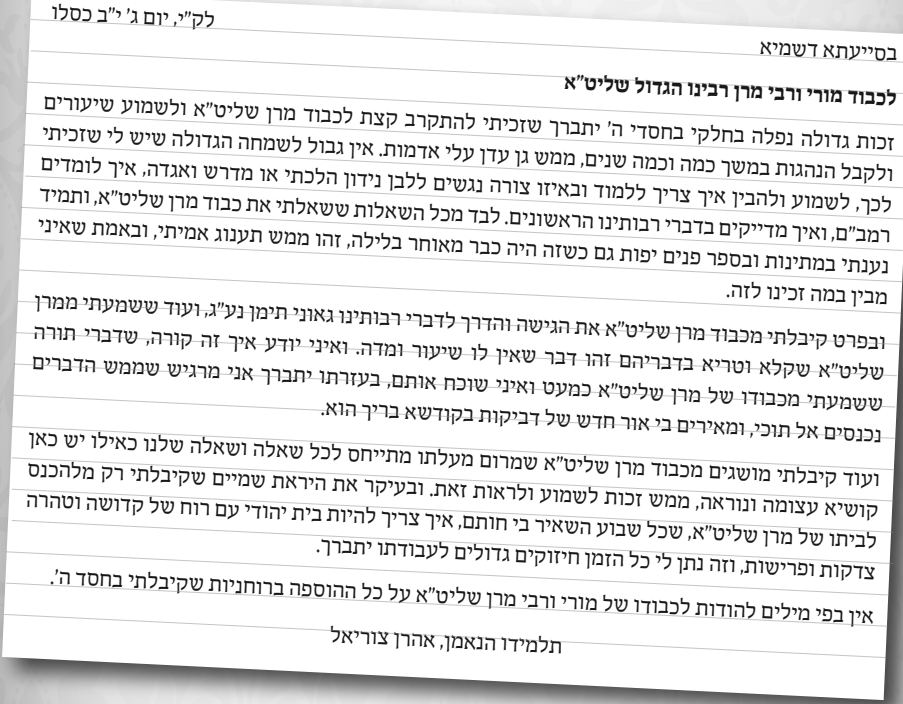 לק"י, יום ג' י"ב כסלו
בסייעתא דשמיא
לכבוד מורי ורבי מרן רבינו הגדול שליט"א
זכות גדולה נפלה בחלקי בחסדי ה' יתברך שזכיתי להתקרב קצת לכבוד מרן שליט"א ולשמוע שיעורים
ולקבל הנהגות במשך כמה וכמה שנים, ממש גן עדן עלי אדמות. אין גבול לשמחה הגדולה שיש לי שזכיתי
לכך, לשמוע ולהבין איך צריך ללמוד ובאיזו צורה נגשים ללבן נידון הלכתי או מדרש ואגדה, איך לומדים
רמב"ם, ואיך מדייקים בדברי רבותינו הראשונים. לבד מכל השאלות ששאלתי את כבוד מרן שליט"א, ותמיד
נענתי במתינות ובספר פנים יפות גם כשזה היה כבר מאוחר בלילה, זהו ממש תענוג אמיתי, ובאמת שאיני
מבין במה זכינו לזה.
ובפרט קיבלתי מכבוד מרן שליט"א את הגישה והדרך לדברי רבותינו גאוני תימן נע"ג, ועוד ששמעתי ממרן
שליט"א שקלא וטריא בדבריהם זהו דבר שאין לו שיעור ומדה. ואיני יודע איך זה קורה, שדברי תורה
ששמעתי מכבודו של מרן שליט"א כמעט ואיני שוכח אותם, בעזרתו יתברך אני מרגיש שממש הדברים
נכנסים אל תוכי, ומאירים בי אור חדש של דביקות בקודשא בריך הוא.
ועוד קיבלתי מושגים מכבוד מרן שליט"א שמרום מעלתו מתייחס לכל שאלה ושאלה שלנו כאילו יש כאן
קושיא עצומה ונוראה, ממש זכות לשמוע ולראות זאת. ובעיקר את היראת שמיים שקיבלתי רק מלהכנס
לביתו של מרן שליט"א, שכל שבוע השאיר בי חותם, איך צריך להיות בית יהודי עם רוח של קדושה וטהרה
צדקות ופרישות, וזה נתן לי כל הזמן חיזוקים גדולים לעבודתו יתברך.
אין בפי מילים להודות לכבודו של מורי ורבי מרן שליט"א על כל ההוספה ברוחניות שקיבלתי בחסד ה'.
תלמידו הנאמן, אהרן צוריאל